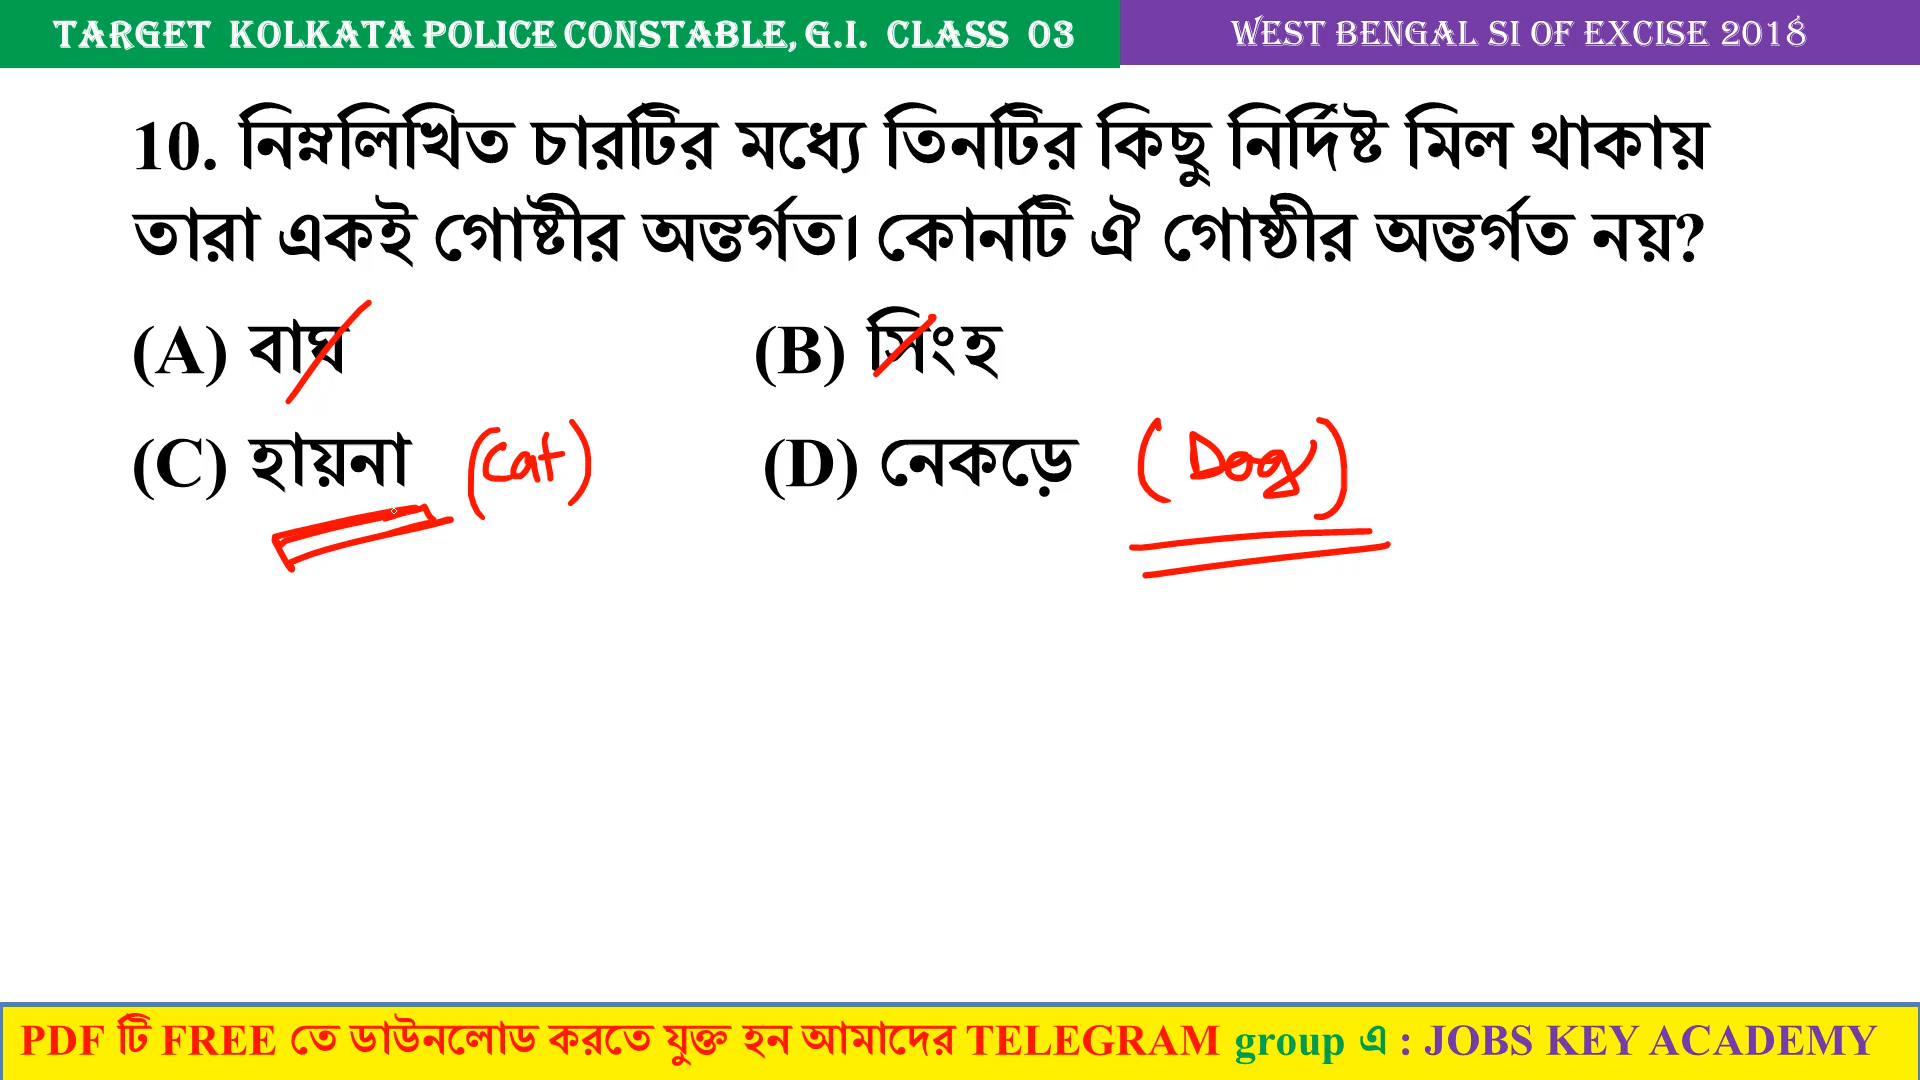 TARGET KOLKATA POLICE CONSTABLE, G.I. CLASS 03
WEST BENGAL SI OF EXCISE 2018
10. নিম্নলিখিত চারটির মধ্যে তিনটির কিছু নির্দিষ্ট মিল থাকায়
তারা একই গোষ্টীর অন্তর্গত। কোনটি ঐ গোষ্ঠীর অন্তর্গত নয়?
(A) বাঘ (B) সিংহ
(C) হায়না (Cat) (D) নেকড়ে (Dog)
PDF টি FREE তে ডাউনলোড করতে যুক্ত হন আমাদের TELEGRAM group এ : JOBS KEY ACADEMY